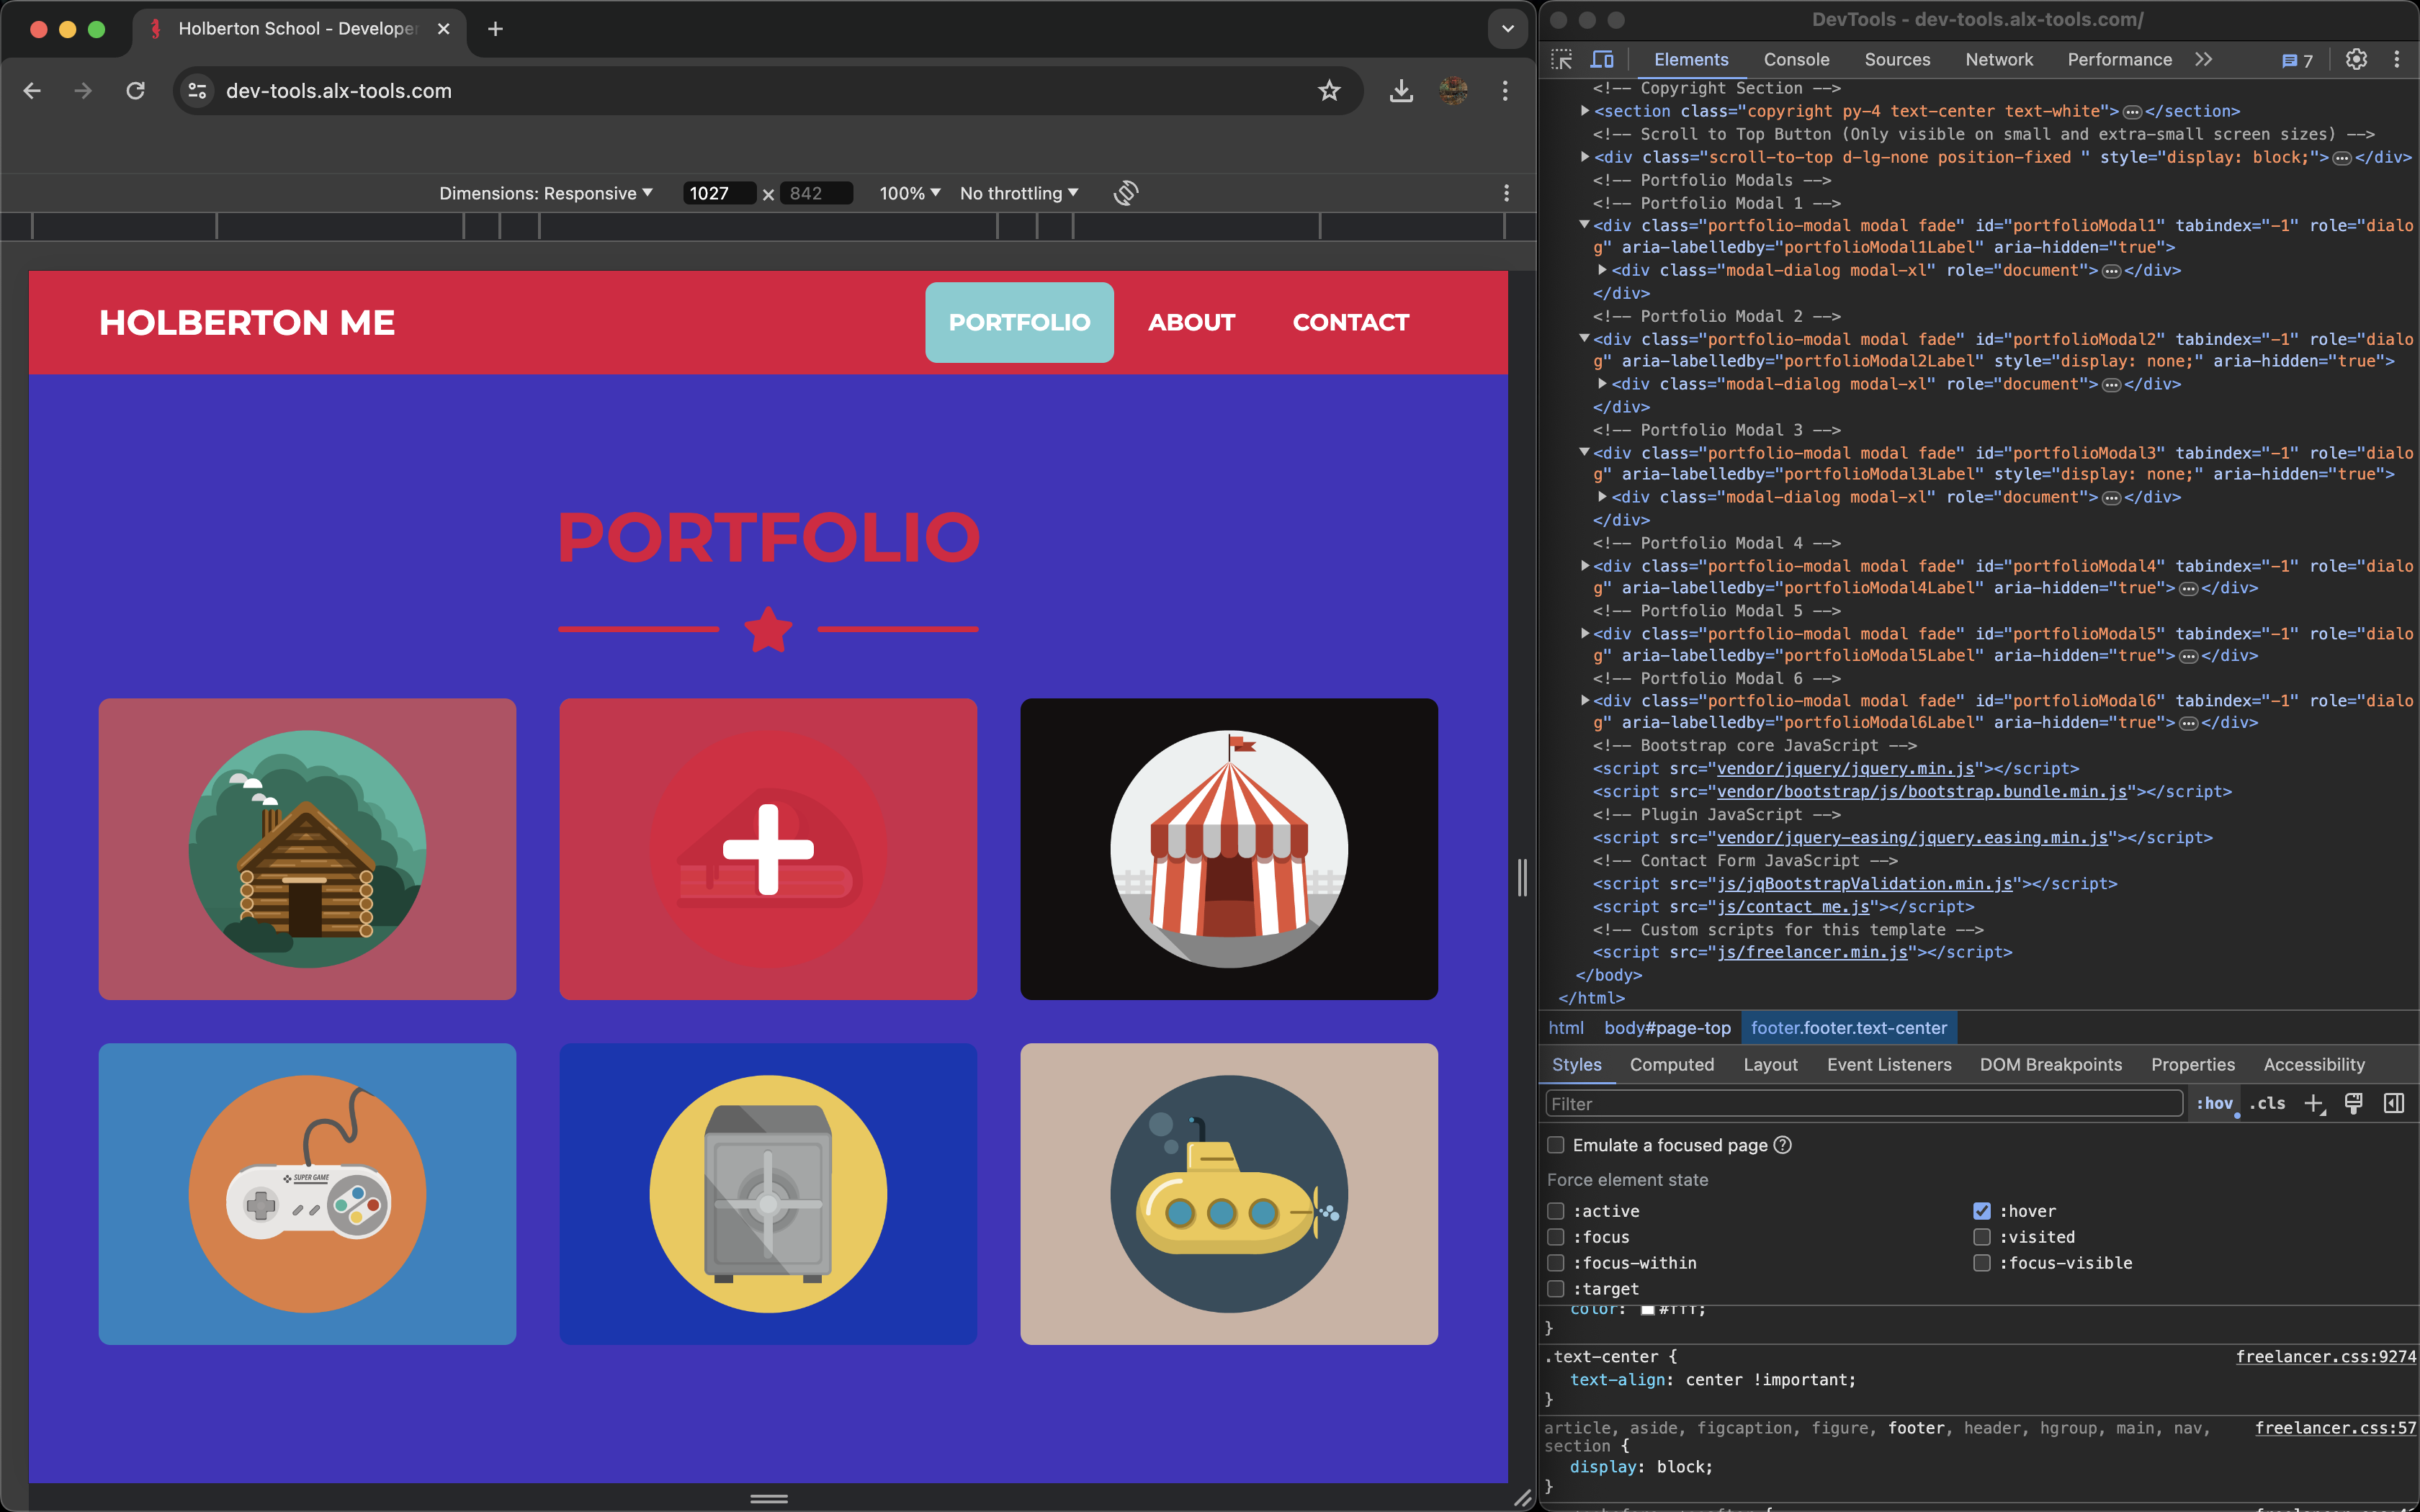 Holberton School - Developer
dev-tools.alx-tools.com
Dimensions: Responsive
1027
×
842
100%
No throttling
HOLBERTON ME
PORTFOLIO
ABOUT
CONTACT
PORTFOLIO
SUPER GAME
DevTools - dev-tools.alx-tools.com/
Elements
Console
Sources
Network
Performance
7
<!-- Copyright Section -->
<section class="copyright py-4 text-center text-white">…</section>
<!-- Scroll to Top Button (Only visible on small and extra-small screen sizes) -->
<div class="scroll-to-top d-lg-none position-fixed " style="display: block;">…</div>
<!-- Portfolio Modals -->
<!-- Portfolio Modal 1 -->
<div class="portfolio-modal modal fade" id="portfolioModal1" tabindex="-1" role="dialo
g" aria-labelledby="portfolioModal1Label" aria-hidden="true">
<div class="modal-dialog modal-xl" role="document">…</div>
</div>
<!-- Portfolio Modal 2 -->
<div class="portfolio-modal modal fade" id="portfolioModal2" tabindex="-1" role="dialo
g" aria-labelledby="portfolioModal2Label" style="display: none;" aria-hidden="true">
<div class="modal-dialog modal-xl" role="document">…</div>
</div>
<!-- Portfolio Modal 3 -->
<div class="portfolio-modal modal fade" id="portfolioModal3" tabindex="-1" role="dialo
g" aria-labelledby="portfolioModal3Label" style="display: none;" aria-hidden="true">
<div class="modal-dialog modal-xl" role="document">…</div>
</div>
<!-- Portfolio Modal 4 -->
<div class="portfolio-modal modal fade" id="portfolioModal4" tabindex="-1" role="dialo
g" aria-labelledby="portfolioModal4Label" aria-hidden="true">…</div>
<!-- Portfolio Modal 5 -->
<div class="portfolio-modal modal fade" id="portfolioModal5" tabindex="-1" role="dialo
g" aria-labelledby="portfolioModal5Label" aria-hidden="true">…</div>
<!-- Portfolio Modal 6 -->
<div class="portfolio-modal modal fade" id="portfolioModal6" tabindex="-1" role="dialo
g" aria-labelledby="portfolioModal6Label" aria-hidden="true">…</div>
<!-- Bootstrap core JavaScript -->
<script src="vendor/jquery/jquery.min.js"></script>
<script src="vendor/bootstrap/js/bootstrap.bundle.min.js"></script>
<!-- Plugin JavaScript -->
<script src="vendor/jquery-easing/jquery.easing.min.js"></script>
<!-- Contact Form JavaScript -->
<script src="js/jqBootstrapValidation.min.js"></script>
<script src="js/contact_me.js"></script>
<!-- Custom scripts for this template -->
<script src="js/freelancer.min.js"></script>
</body>
</html>
html
body#page-top
footer.footer.text-center
Styles
Computed
Layout
Event Listeners
DOM Breakpoints
Properties
Accessibility
Filter
:hov
.cls
Emulate a focused page
Force element state
:active
:hover
:focus
:visited
:focus-within
:focus-visible
:target
color: #fff;
}
.text-center {
freelancer.css:9274
text-align: center !important;
}
article, aside, figcaption, figure, footer, header, hgroup, main, nav,
freelancer.css:57
section {
display: block;
}